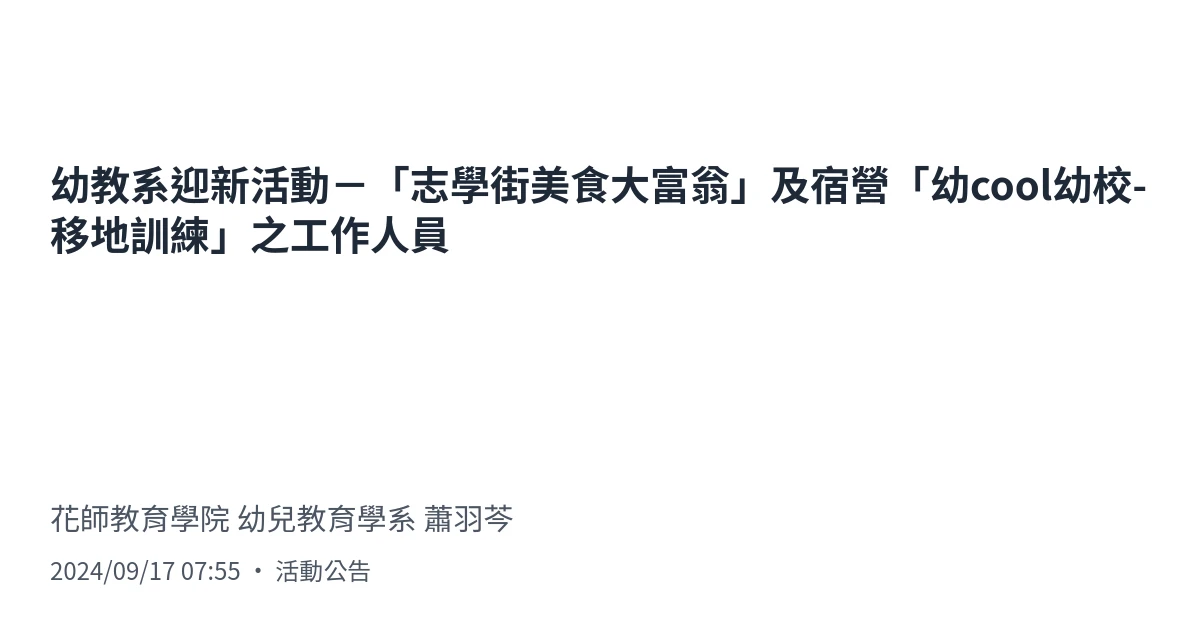 幼教系迎新活動－「志學街美食大富翁」及宿營「幼cool幼校-
移地訓練」之工作人員
花師教育學院 幼兒教育學系 蕭羽芩
2024/09/17 07:55 ・ 活動公告